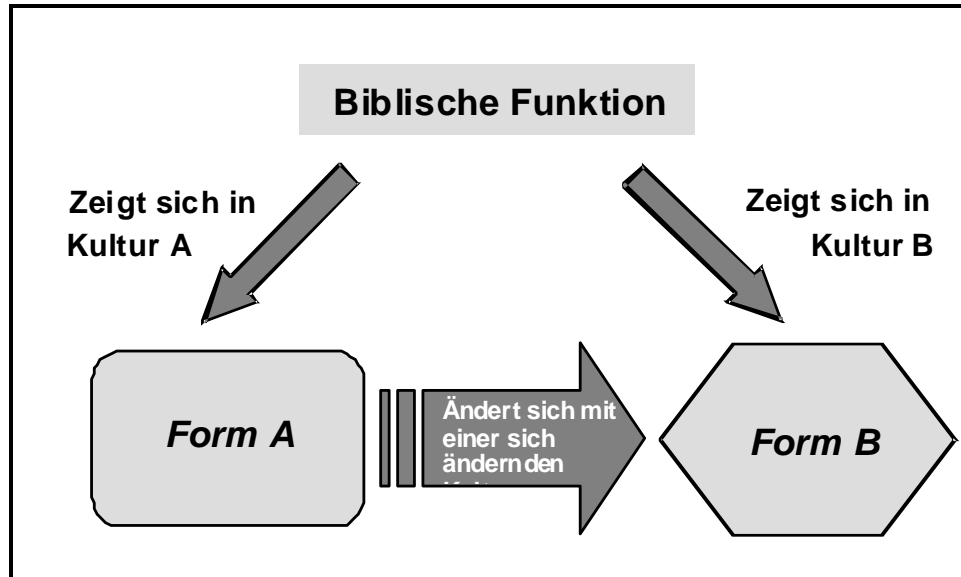 Biblische Funktion
Zeigt sich in
Kultur A
Zeigt sich in
Kultur B
Form A
Ändert sich mit
einer sich
ändernden
Form B